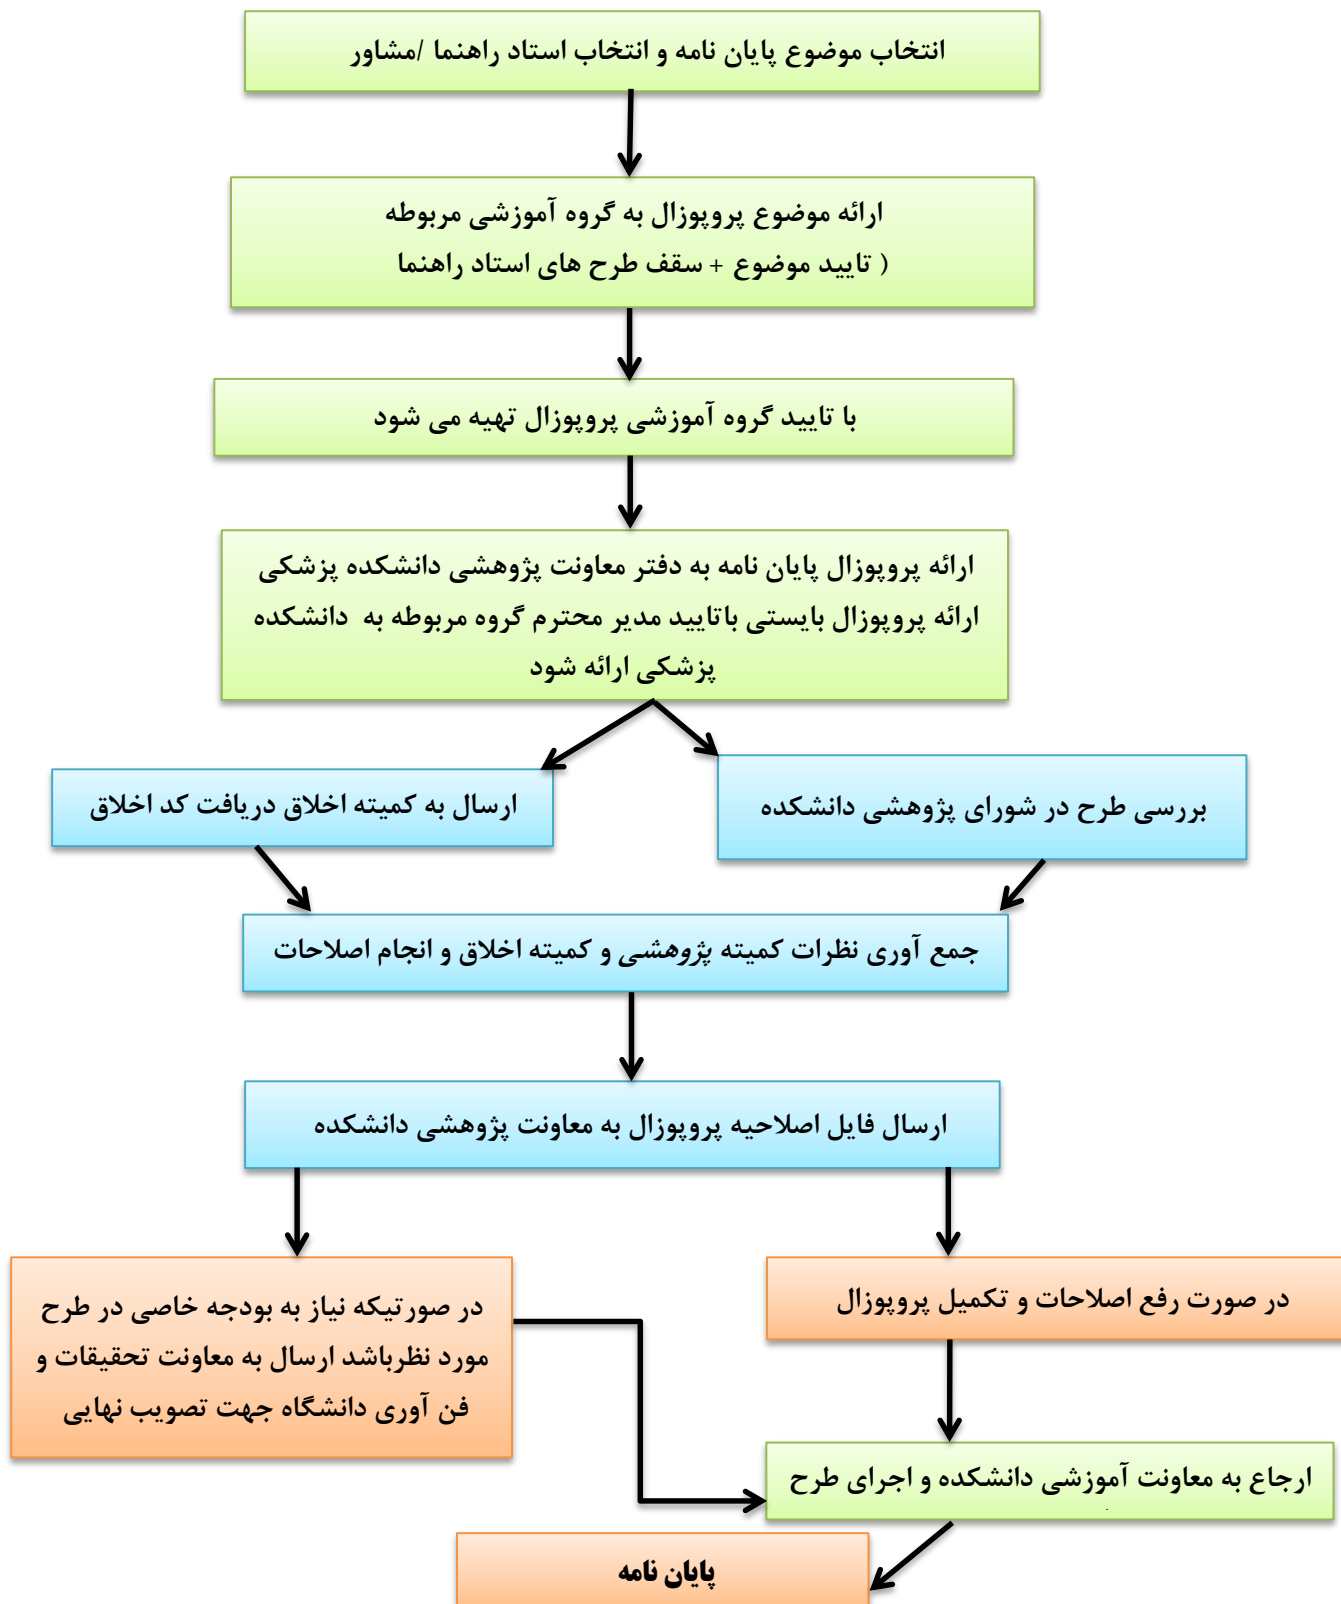 انتخاب موضوع پایان نامه و انتخاب استاد راهنما /مشاور
ارائه موضوع پروپوزال به گروه آموزشی مربوطه
( تایید موضوع + سقف طرح های استاد راهنما
با تایید گروه آموزشی پروپوزال تهیه می شود
ارائه پروپوزال پایان نامه به دفتر معاونت پژوهشی دانشکده پزشکی
ارائه پروپوزال بایستی باتایید مدیر محترم گروه مربوطه به دانشکده
پزشکی ارائه شود
بررسی طرح در شورای پژوهشی دانشکده
ارسال به کمیته اخلاق دریافت کد اخلاق
جمع آوری نظرات کمیته پژوهشی و کمیته اخلاق و انجام اصلاحات
ارسال فایل اصلاحیه پروپوزال به معاونت پژوهشی دانشکده
در صورت رفع اصلاحات و تکمیل پروپوزال
در صورتیکه نیاز به بودجه خاصی در طرح
مورد نظرباشد ارسال به معاونت تحقیقات و
فن آوری دانشگاه جهت تصویب نهایی
ارجاع به معاونت آموزشی دانشکده و اجرای طرح
پایان نامه